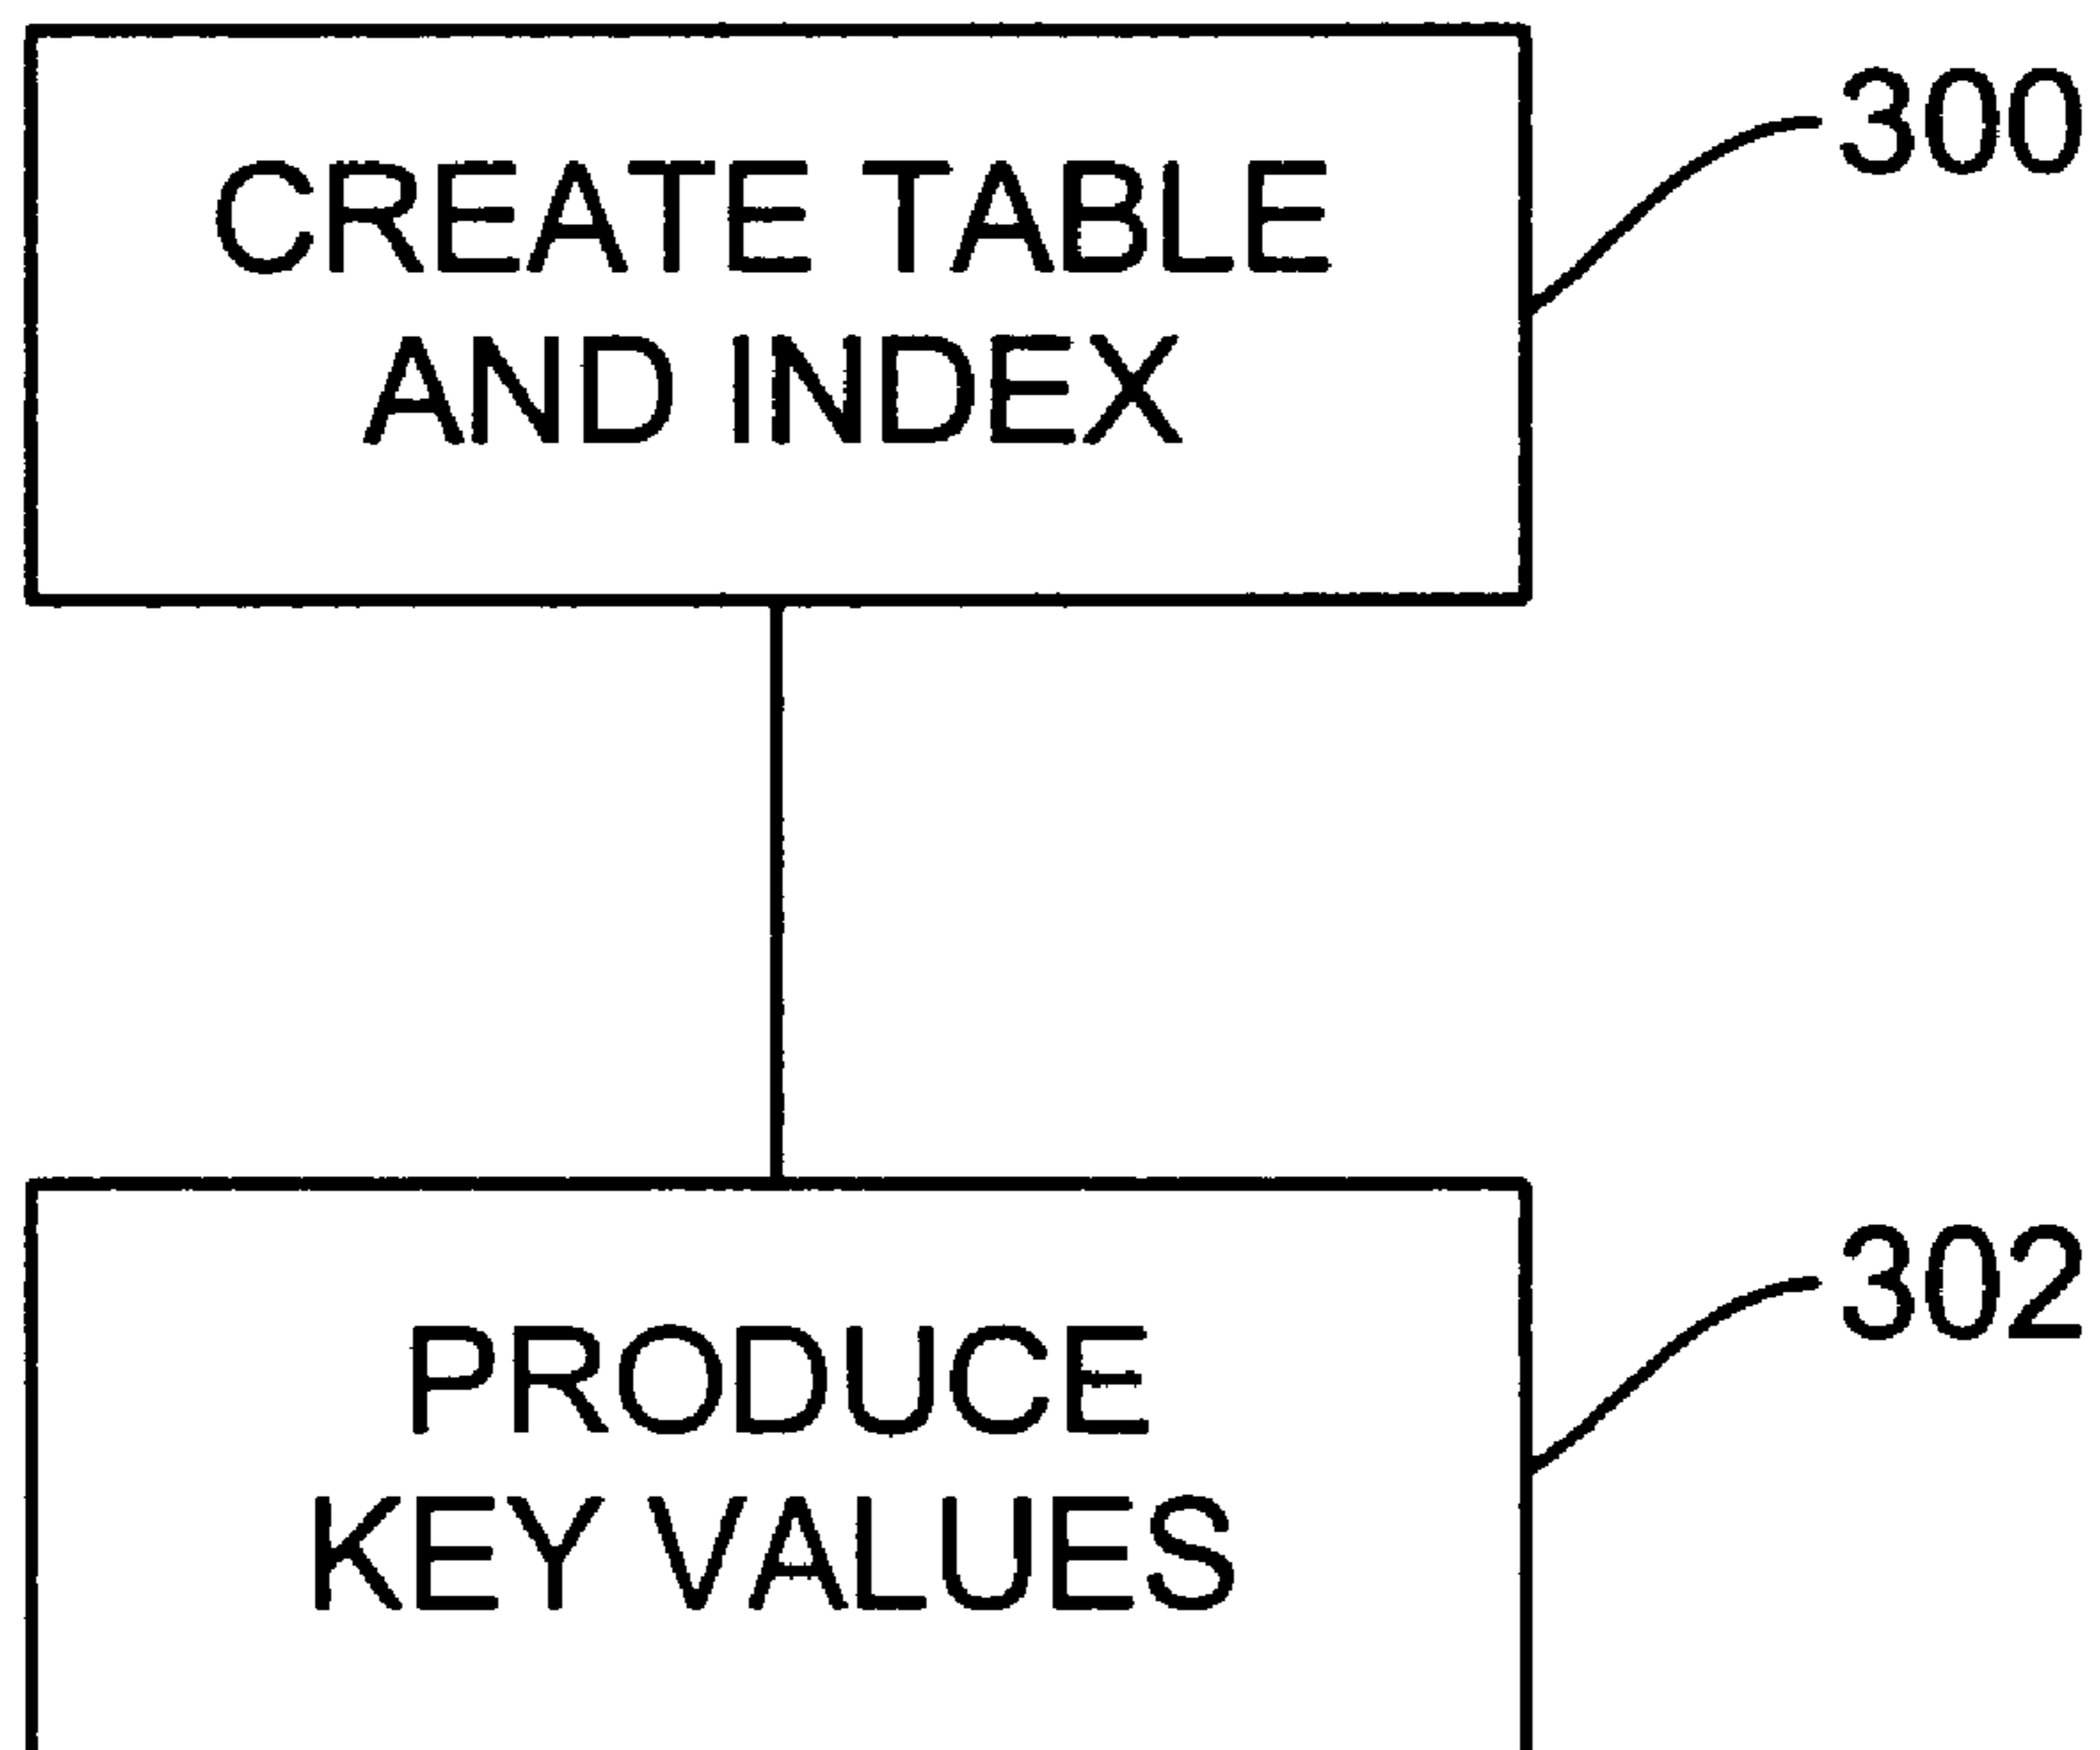 300
CREATE TABLE
AND INDEX
302
PRODUCE
KEY VALUES